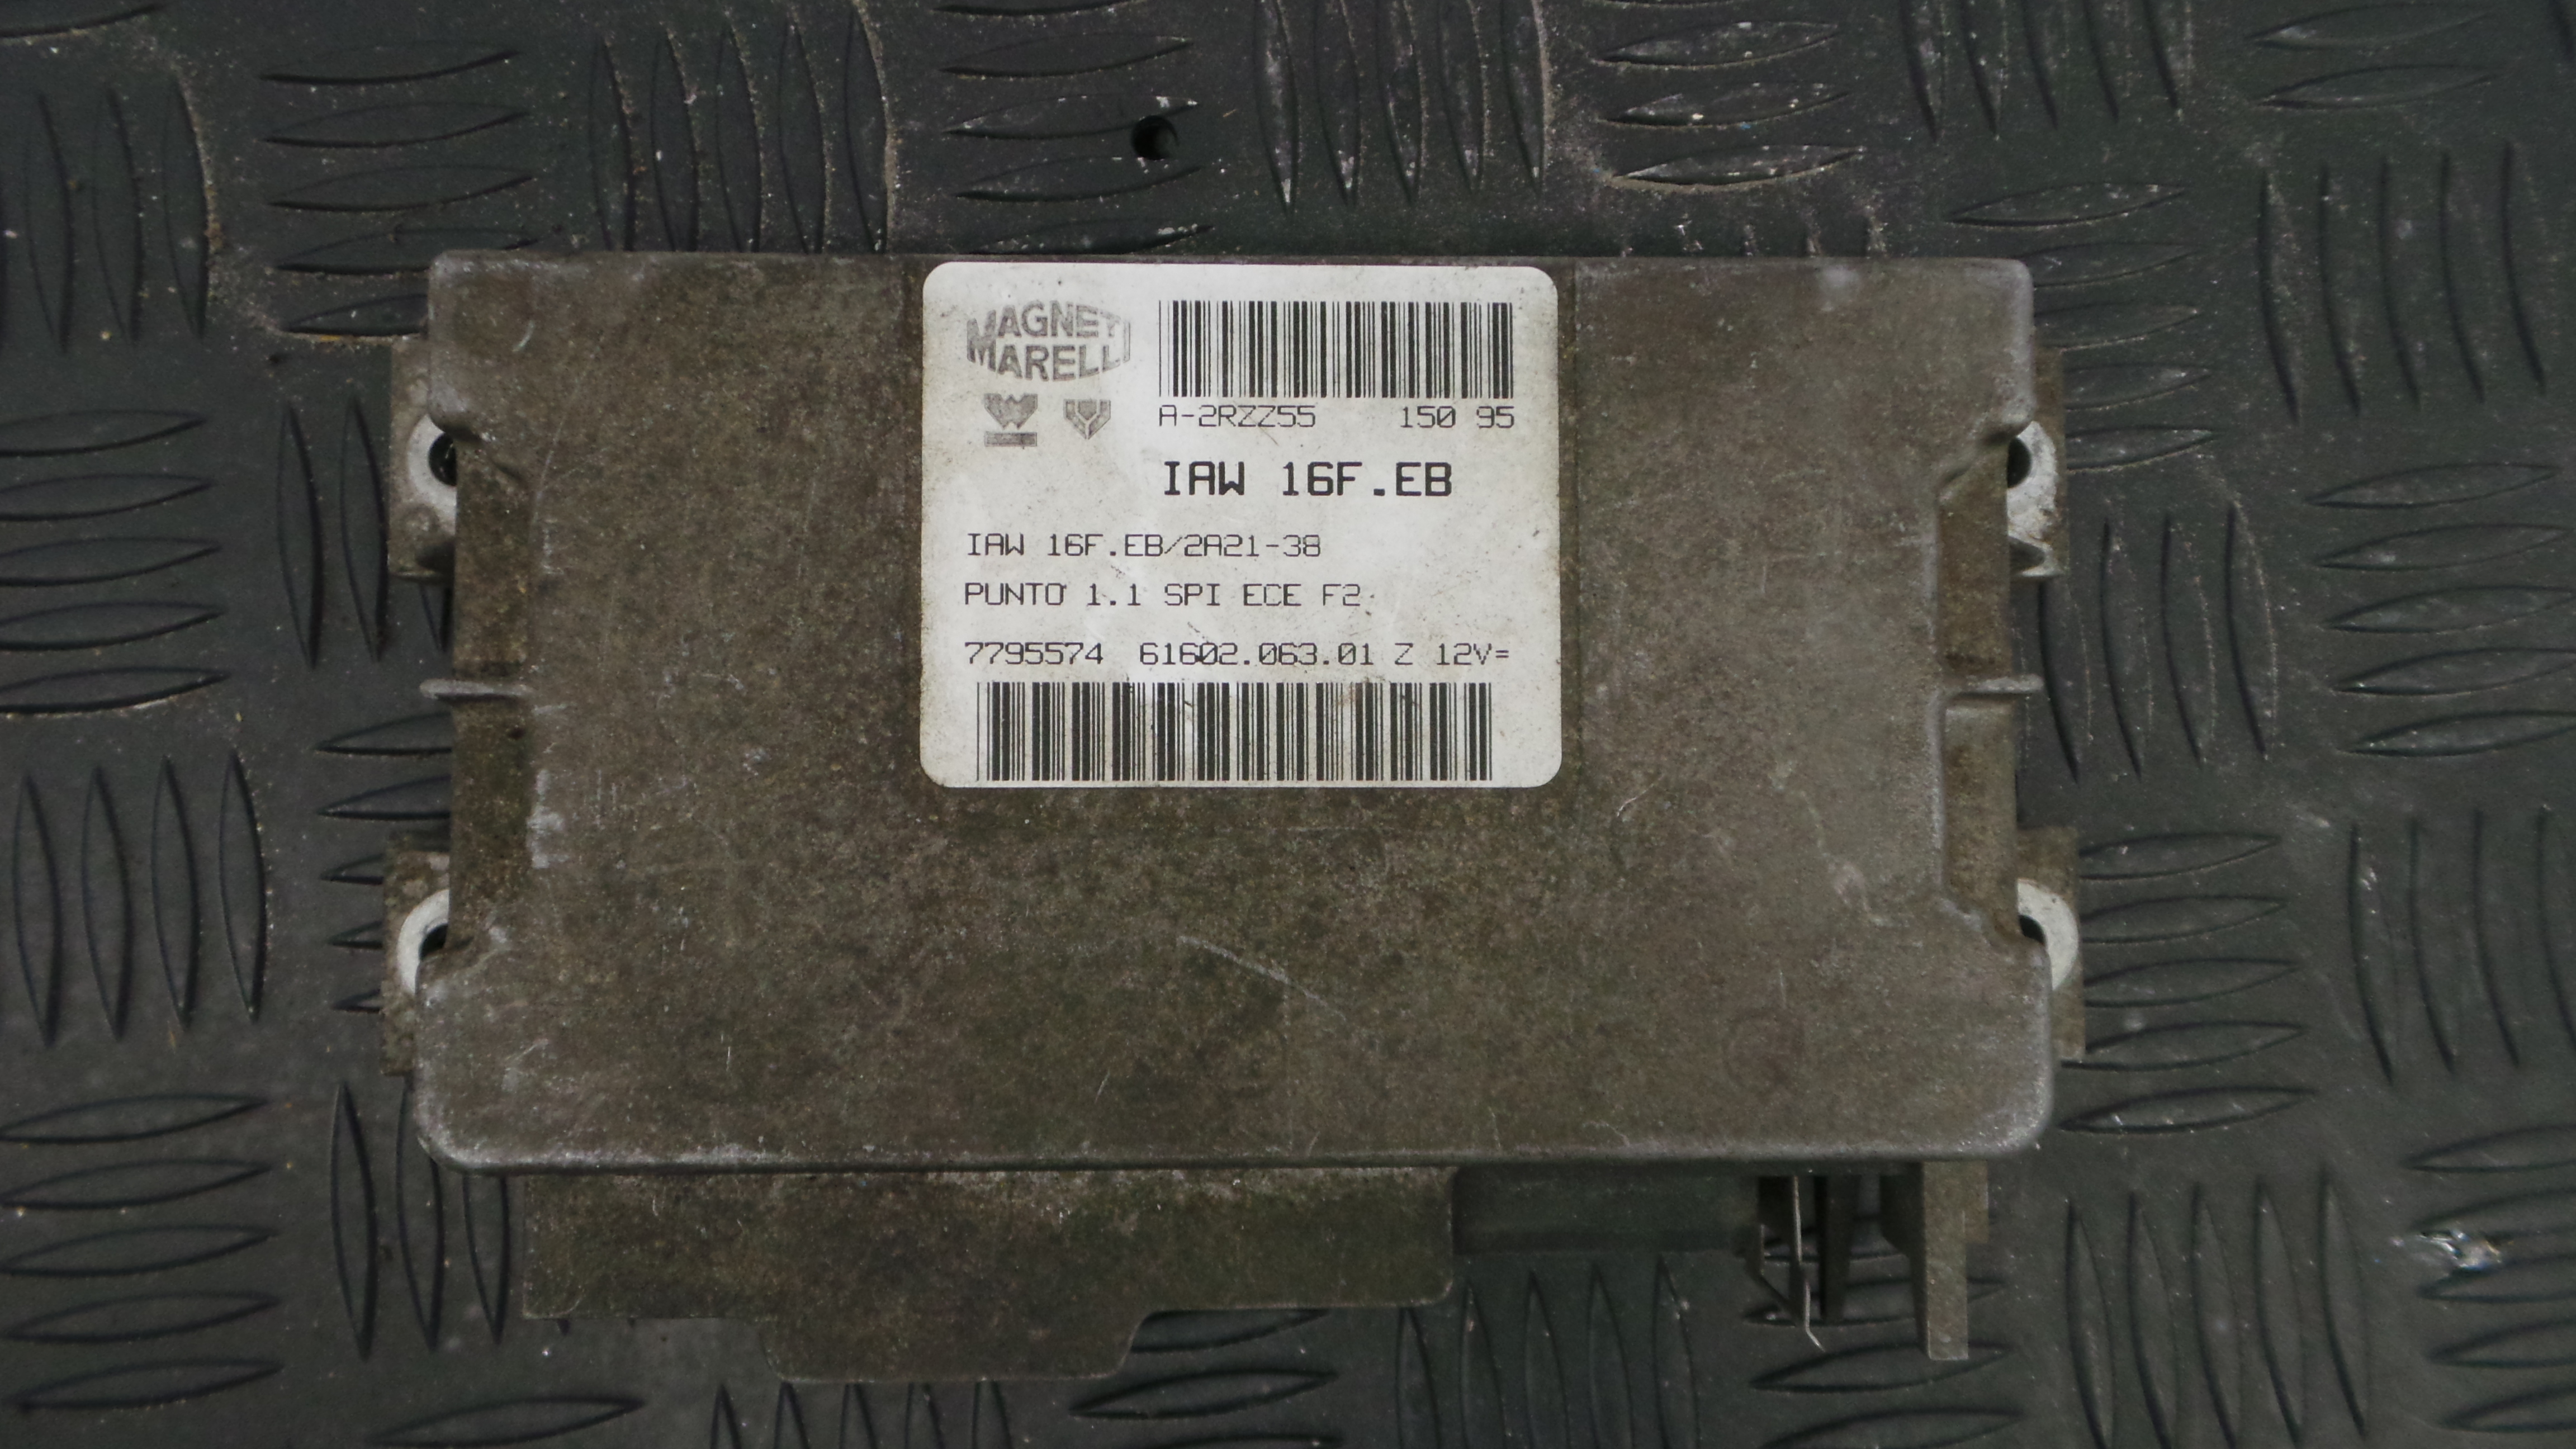 MAGNETI
MARELLI
A-2RZZ55 150 95
IAW 16F.EB
IAW 16F.EB/2A21-38
PUNTO 1.1 SPI ECE F2
7795574 61602.063.01 Z 12V=